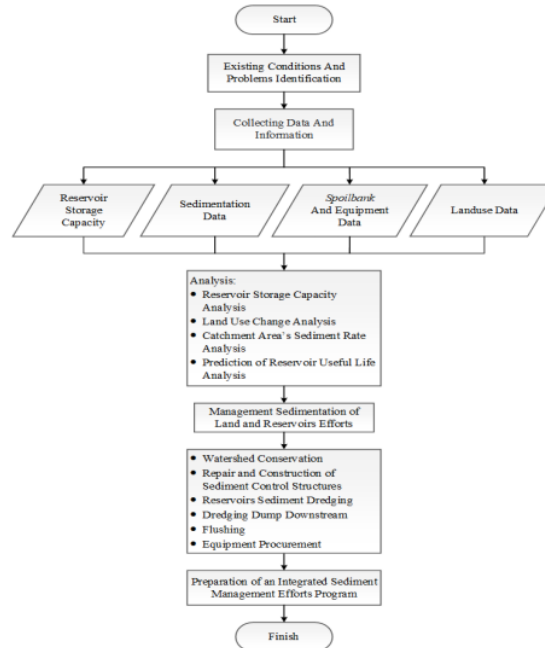 Start
Existing Conditions And
Problems Identification
Collecting Data And
Information
Reservoir
Storage
Capacity
Sedimentation
Data
Spoilbank
And Equipment
Data
Landuse Data
Analysis:
● Reservoir Storage Capacity
Analysis
● Land Use Change Analysis
● Catchment Area's Sediment Rate
Analysis
● Prediction of Reservoir Useful Life
Analysis
Management Sedimentation of
Land and Reservoirs Efforts
● Watershed Conservation
● Repair and Construction of
Sediment Control Structures
● Reservoirs Sediment Dredging
● Dredging Dump Downstream
● Flushing
● Equipment Procurement
Preparation of an Integrated Sediment
Management Efforts Program
Finish